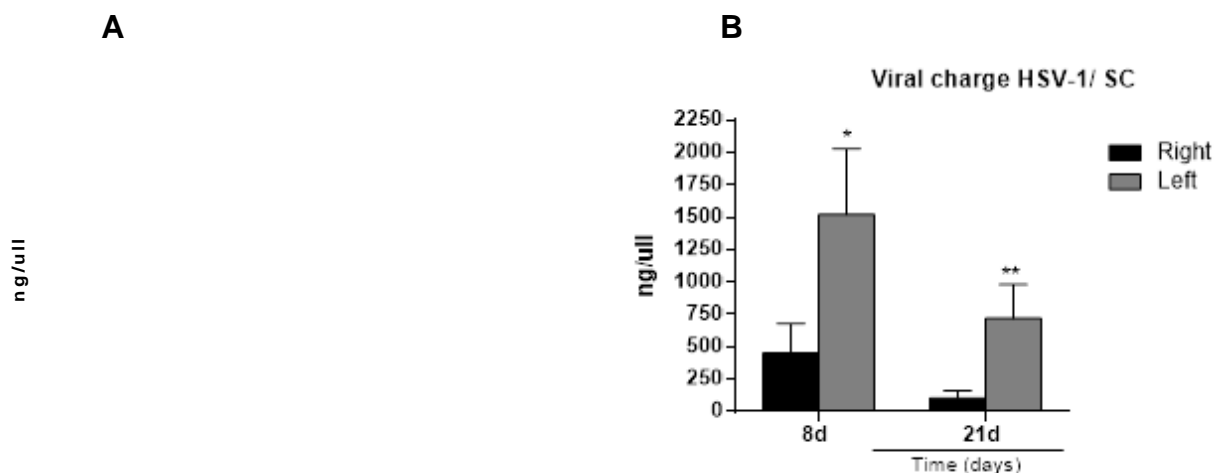 A
B
ng/ull
Viral charge HSV-1/ SC
2250
2000
1750
1500
1250
1000
750
500
250
0
ng/ull
*
**
Right
Left
8d 21d
Time (days)